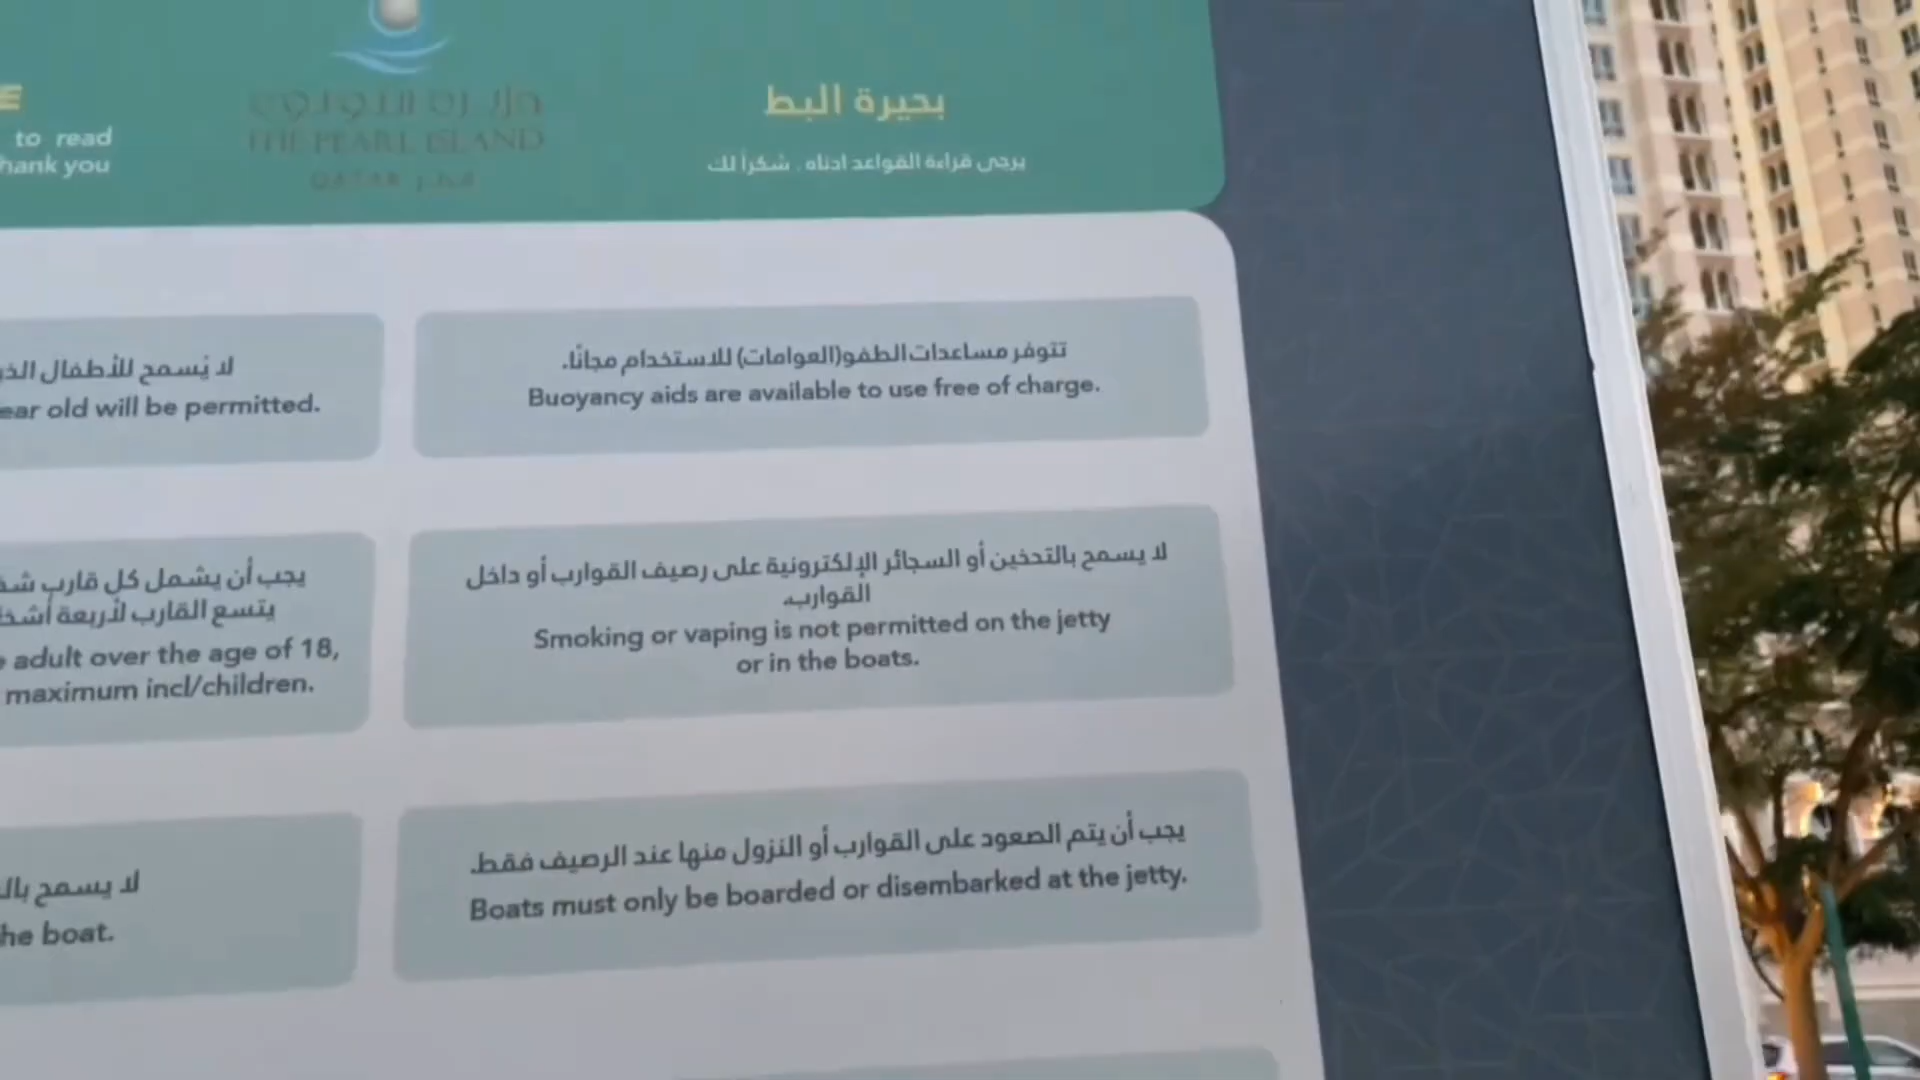 to read
hank you
جزيرة اللؤلؤة
THE PEARL ISLAND
QATAR قطر
بحيرة البط
يرجى قراءة القواعد ادناه . شكراً لك
لا يُسمح للأطفال
ear old will be permitted.
تتوفر مساعدات الطفو(العوامات) للاستخدام مجانًا.
Buoyancy aids are available to use free of charge.
يجب أن يشمل كل قارب
يتسع القارب لأربعة
adult over the age of 18,
maximum incl/children.
لا يسمح بالتدخين أو السجائر الإلكترونية على رصيف القوارب أو داخل
القوارب.
Smoking or vaping is not permitted on the jetty
or in the boats.
لا يسمح
he boat.
يجب أن يتم الصعود على القوارب أو النزول منها عند الرصيف فقط.
Boats must only be boarded or disembarked at the jetty.